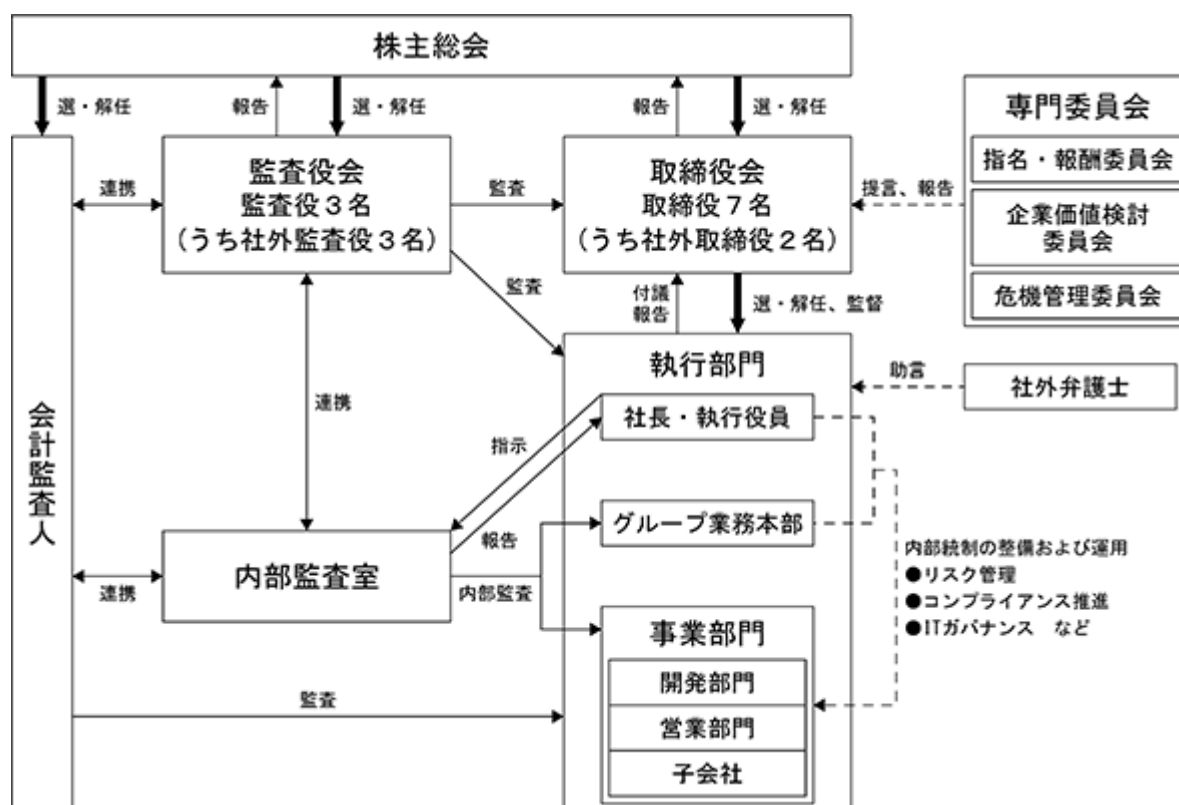 株主総会
選・解任
報告
選・解任
報告
選・解任
専門委員会
指名・報酬委員会
企業価値検討
委員会
危機管理委員会
連携
監査役会
監査役3名
(うち社外監査役3名)
監査
取締役会
取締役7名
(うち社外取締役2名)
提言、報告
監査
付議
報告
選・解任、監督
会計監査人
連携
執行部門
助言
社外弁護士
社長・執行役員
指示
報告
グループ業務本部
連携
内部監査室
内部監査
内部統制の整備および運用
●リスク管理
●コンプライアンス推進
●ITガバナンス など
事業部門
開発部門
営業部門
子会社
監査